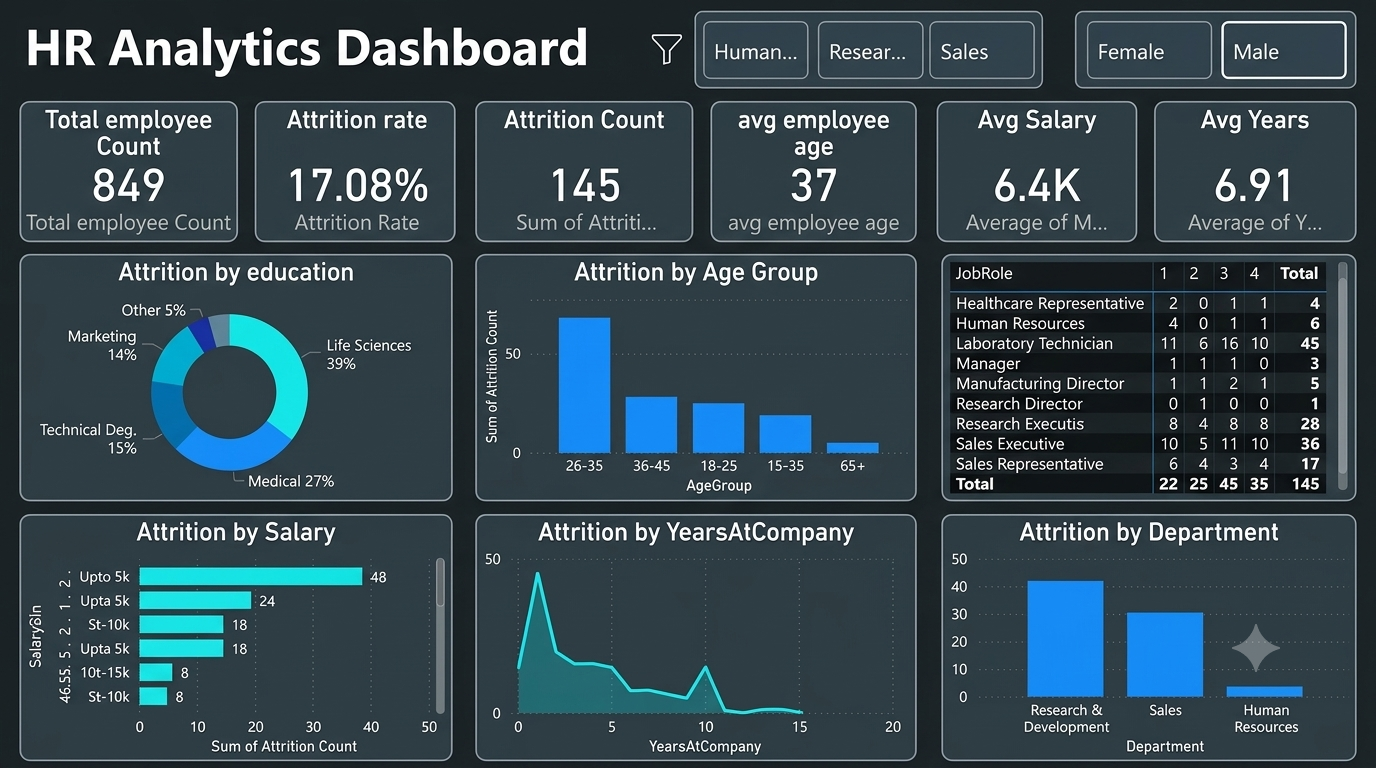 HR Analytics Dashboard
Human...
Resear...
Sales
Female
Male
Total employee
Count
849
Total employee Count
Attrition rate
17.08%
Attrition Rate
Attrition Count
145
Sum of Attriti...
avg employee
age
37
avg employee age
Avg Salary
6.4K
Average of M...
Avg Years
6.91
Average of Y...
Attrition by education
Other 5%
Marketing
14%
Life Sciences
39%
Technical Deg.
15%
Medical 27%
Attrition by Age Group
Sum of Attrition Count
50
0
26-35
36-45
18-25
15-35
65+
AgeGroup
JobRole 1 2 3 4 Total
Healthcare Representative 2 0 1 1 4
Human Resources 4 0 1 1 6
Laboratory Technician 11 6 16 10 45
Manager 1 1 1 0 3
Manufacturing Director 1 1 2 1 5
Research Director 0 1 0 0 1
Research Executis 8 4 8 8 28
Sales Executive 10 5 11 10 36
Sales Representative 6 4 3 4 17
Total 22 25 45 35 145
Attrition by Salary
Upto 5k 48
Upta 5k 24
St-10k 18
Upta 5k 18
10t-15k 8
St-10k 8
0 10 20 30 40 50
Sum of Attrition Count
Attrition by YearsAtCompany
50
0
0 5 10 15 20
YearsAtCompany
Attrition by Department
50
40
30
20
10
0
Research &
Development
Sales
Human
Resources
Department